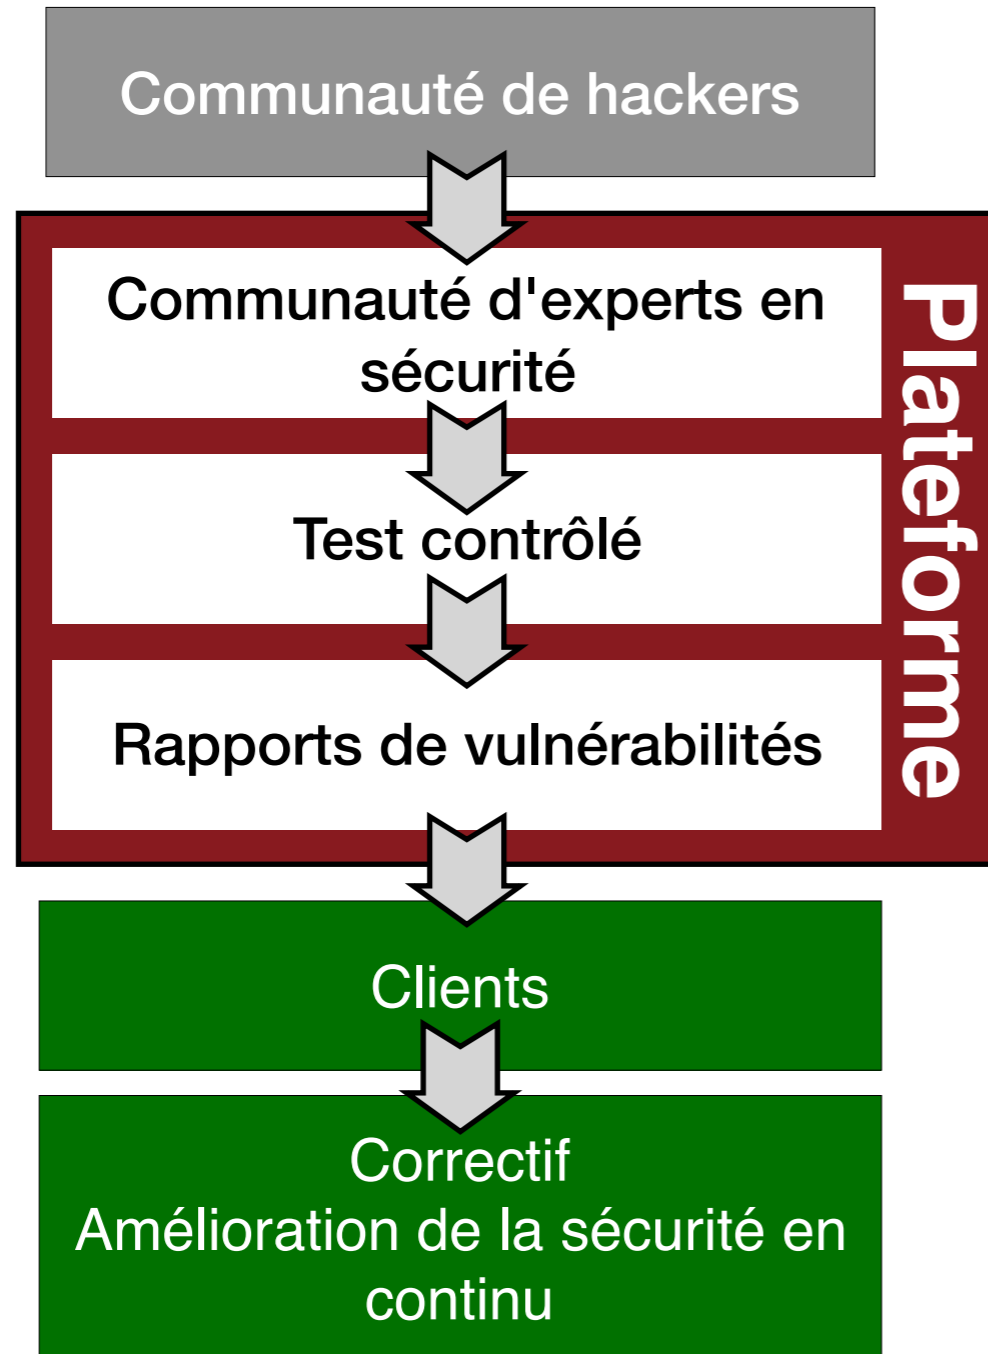 Communauté de hackers
Communauté d'experts en
sécurité
Plateforme
Test contrôlé
Rapports de vulnérabilités
Clients
Correctif
Amélioration de la sécurité en
continu